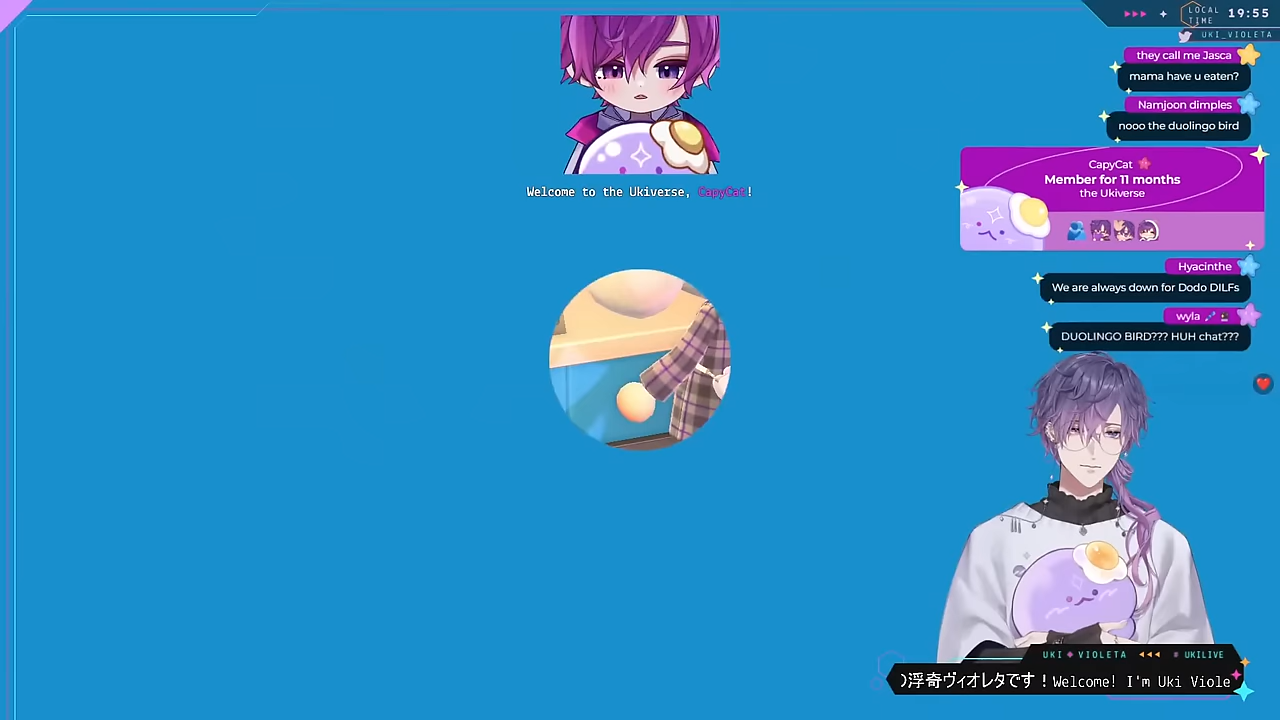 LOCAL TIME 19:55
UKI_VIOLETA
they call me Jasca
mama have u eaten?
Namjoon dimples
nooo the duolingo bird
CapyCat
Member for 11 months
the Ukiverse
Welcome to the Ukiverse, CapyCat!
Hyacinthe
We are always down for Dodo DILFs
wyla
DUOLINGO BIRD??? HUH chat???
UKI VIOLETA UKILIVE
浮奇ヴィオレタです！Welcome! I'm Uki Viole